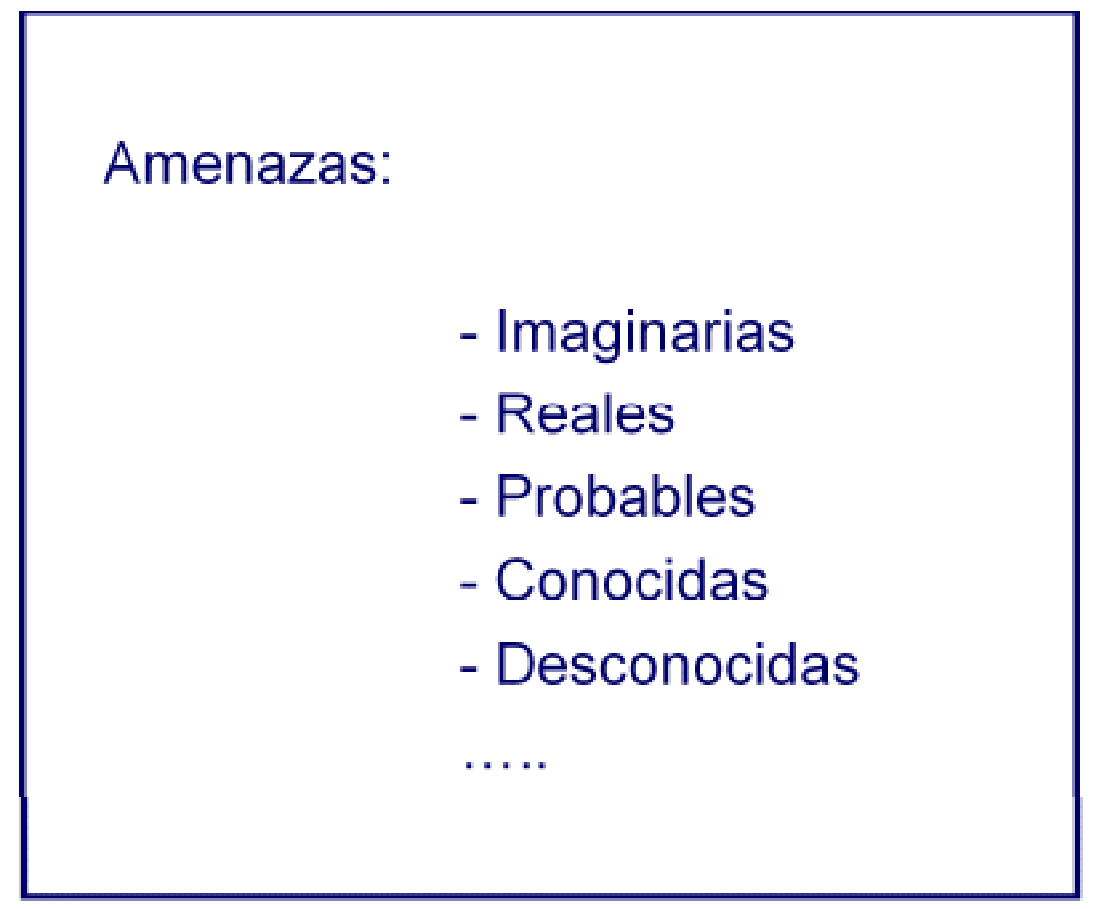 Amenazas:
- Imaginarias
- Reales
- Probables
- Conocidas
- Desconocidas
.....